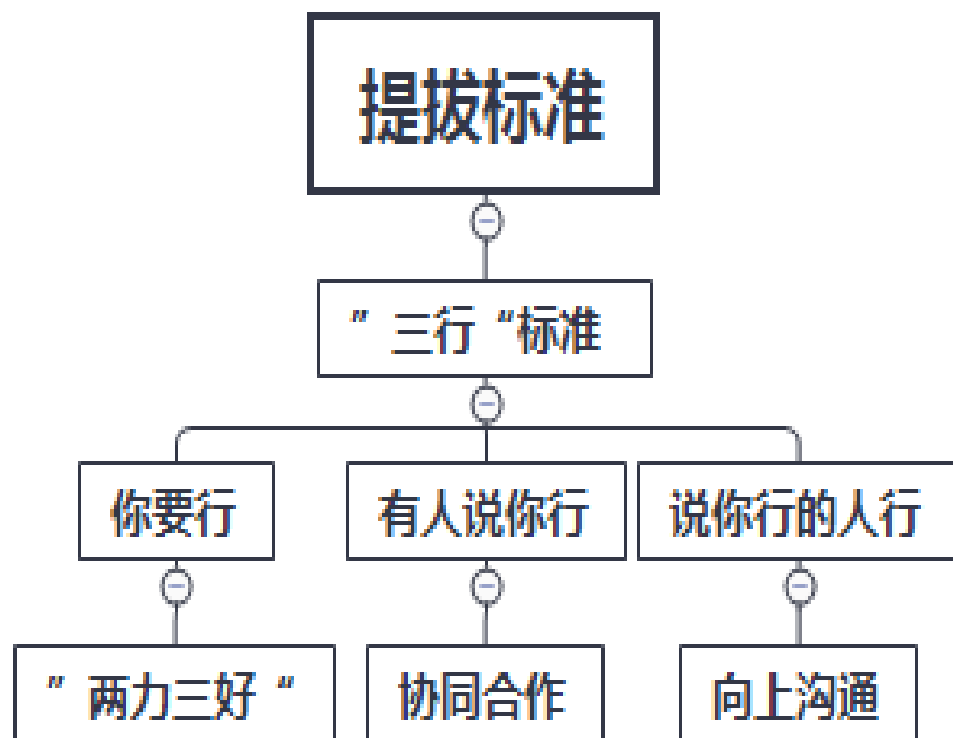 提拔标准
”三行“标准
你要行
有人说你行
说你行的人行
”两力三好“
协同合作
向上沟通